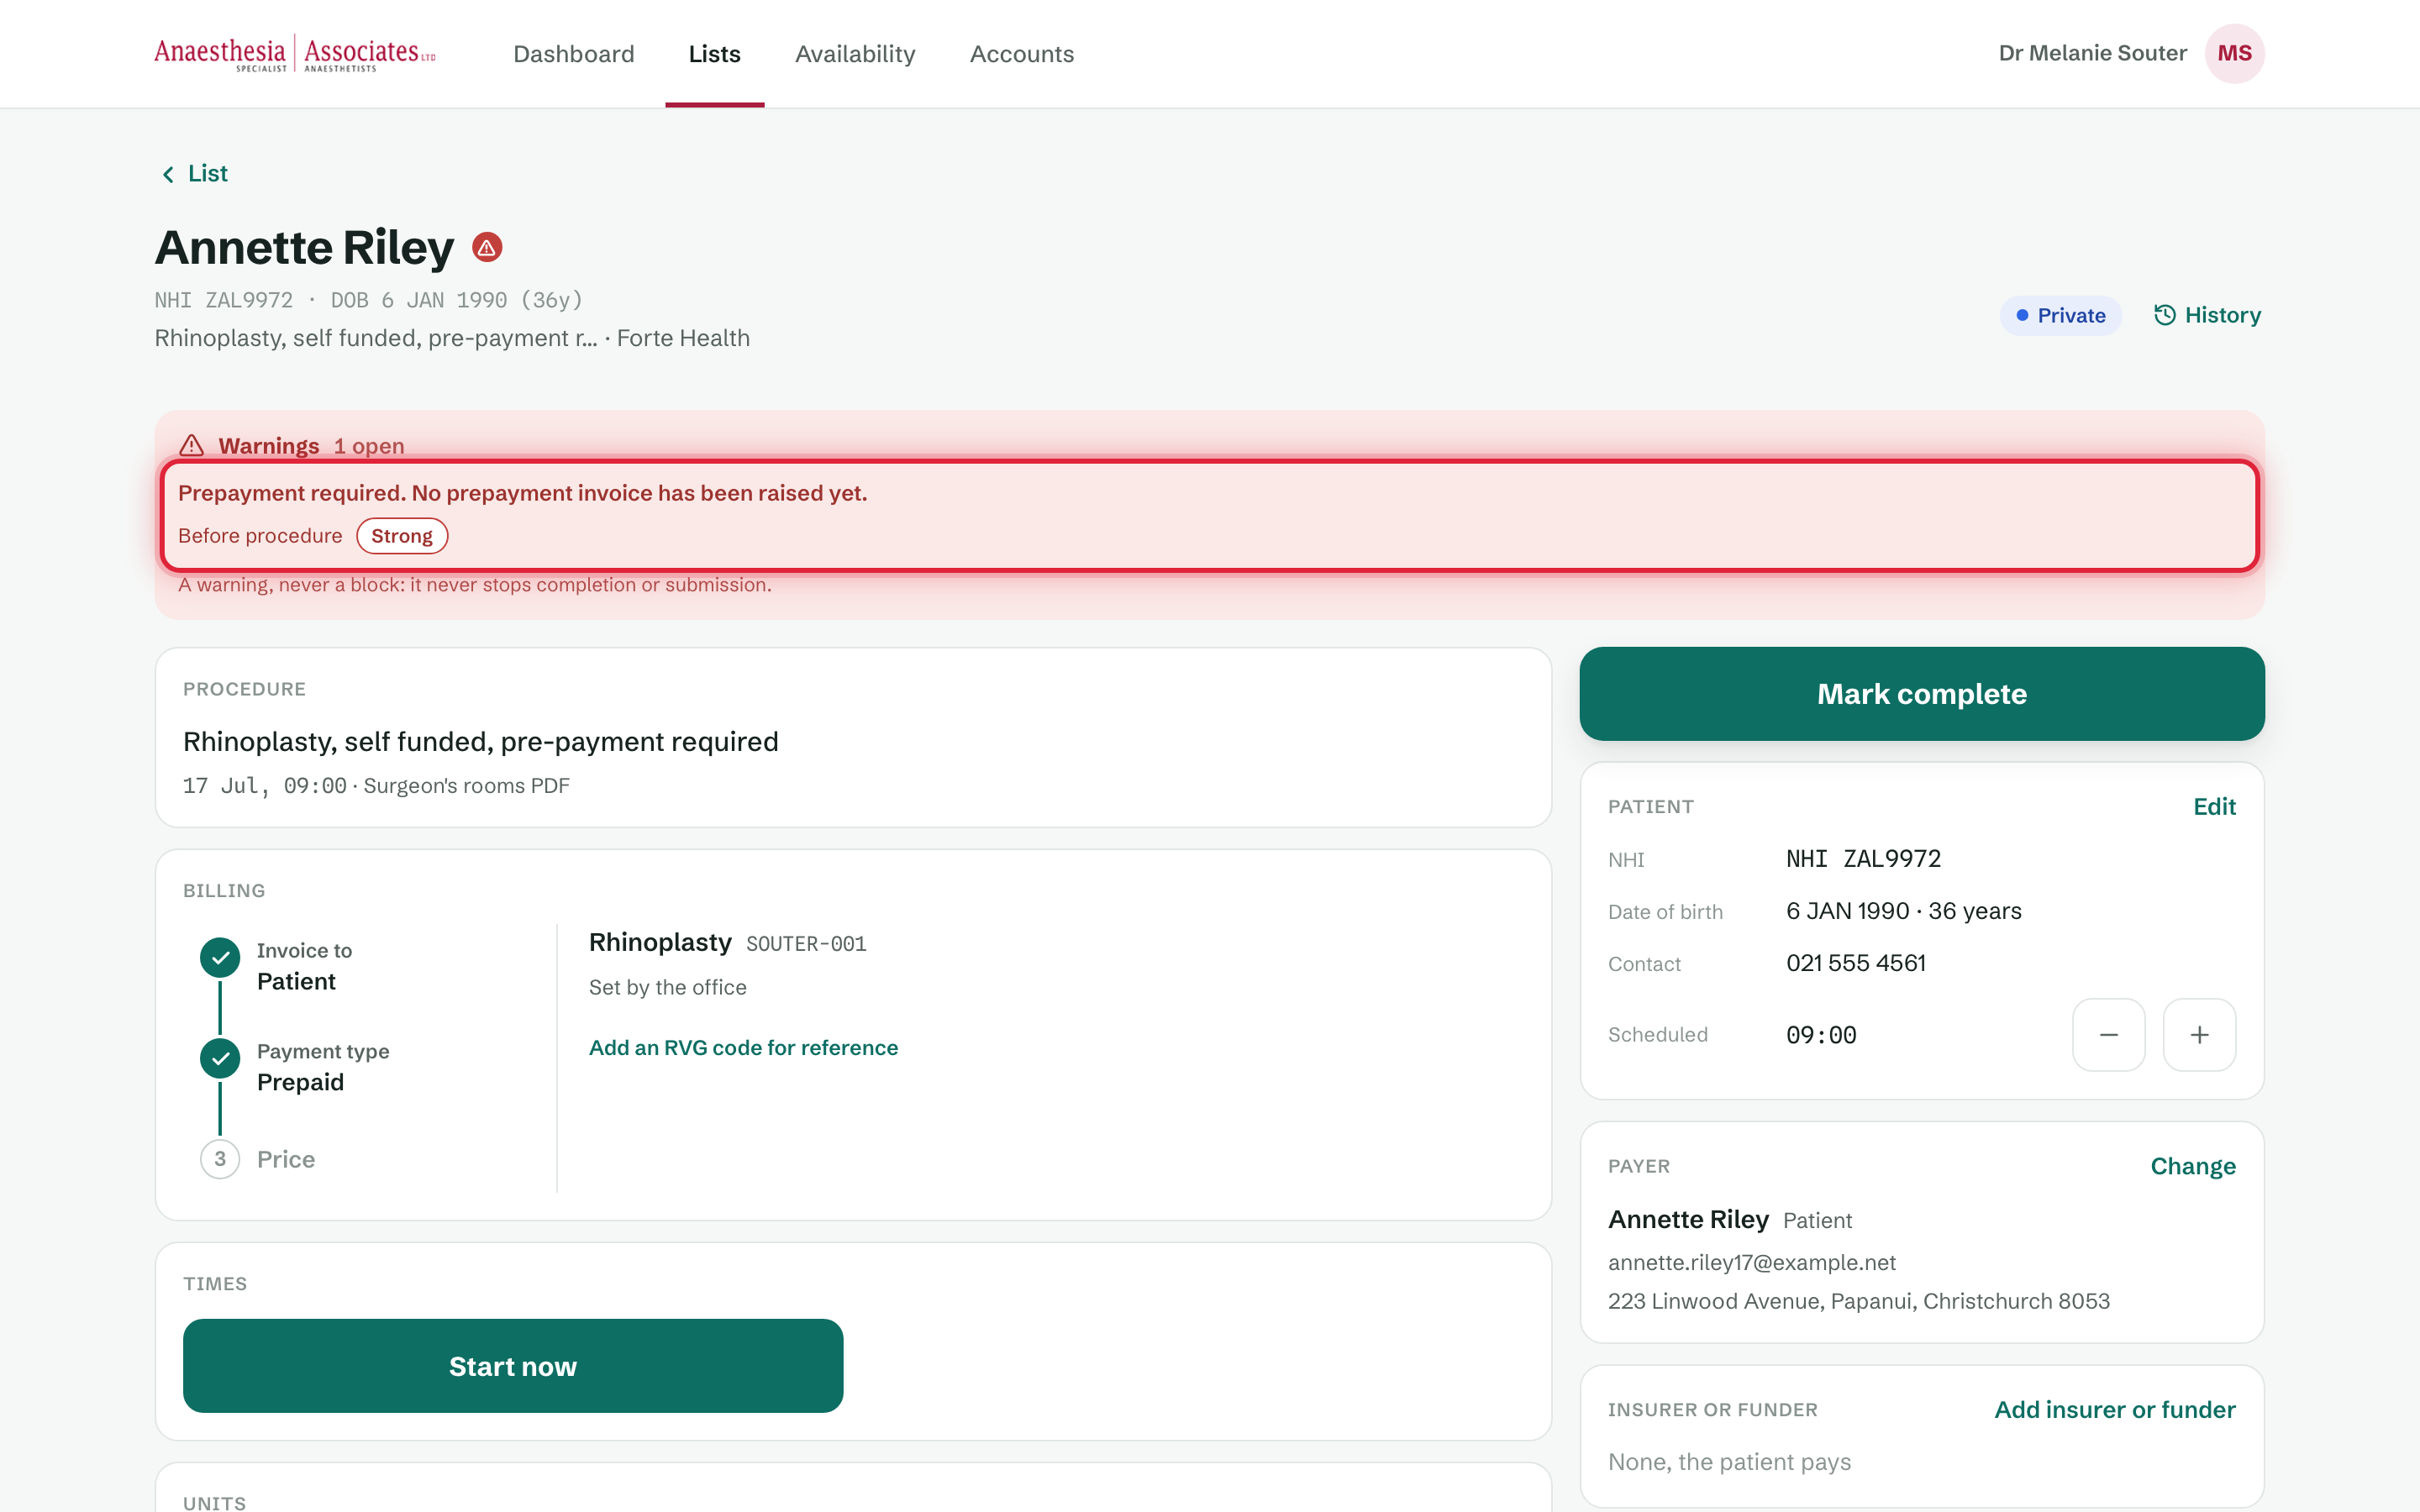 Anaesthesia Associates LTD
SPECIALIST ANAESTHETISTS
Dashboard
Lists
Availability
Accounts
Dr Melanie Souter
MS
List
Annette Riley
NHI ZAL9972 · DOB 6 JAN 1990 (36y)
Rhinoplasty, self funded, pre-payment r... · Forte Health
Private
History
Warnings 1 open
Prepayment required. No prepayment invoice has been raised yet.
Before procedure Strong
A warning, never a block: it never stops completion or submission.
PROCEDURE
Rhinoplasty, self funded, pre-payment required
17 Jul, 09:00 · Surgeon's rooms PDF
BILLING
Invoice to
Patient
Payment type
Prepaid
3 Price
Rhinoplasty SOUTER-001
Set by the office
Add an RVG code for reference
TIMES
Start now
UNITS
Mark complete
PATIENT Edit
NHI NHI ZAL9972
Date of birth 6 JAN 1990 · 36 years
Contact 021 555 4561
Scheduled 09:00 − +
PAYER Change
Annette Riley Patient
annette.riley17@example.net
223 Linwood Avenue, Papanui, Christchurch 8053
INSURER OR FUNDER Add insurer or funder
None, the patient pays